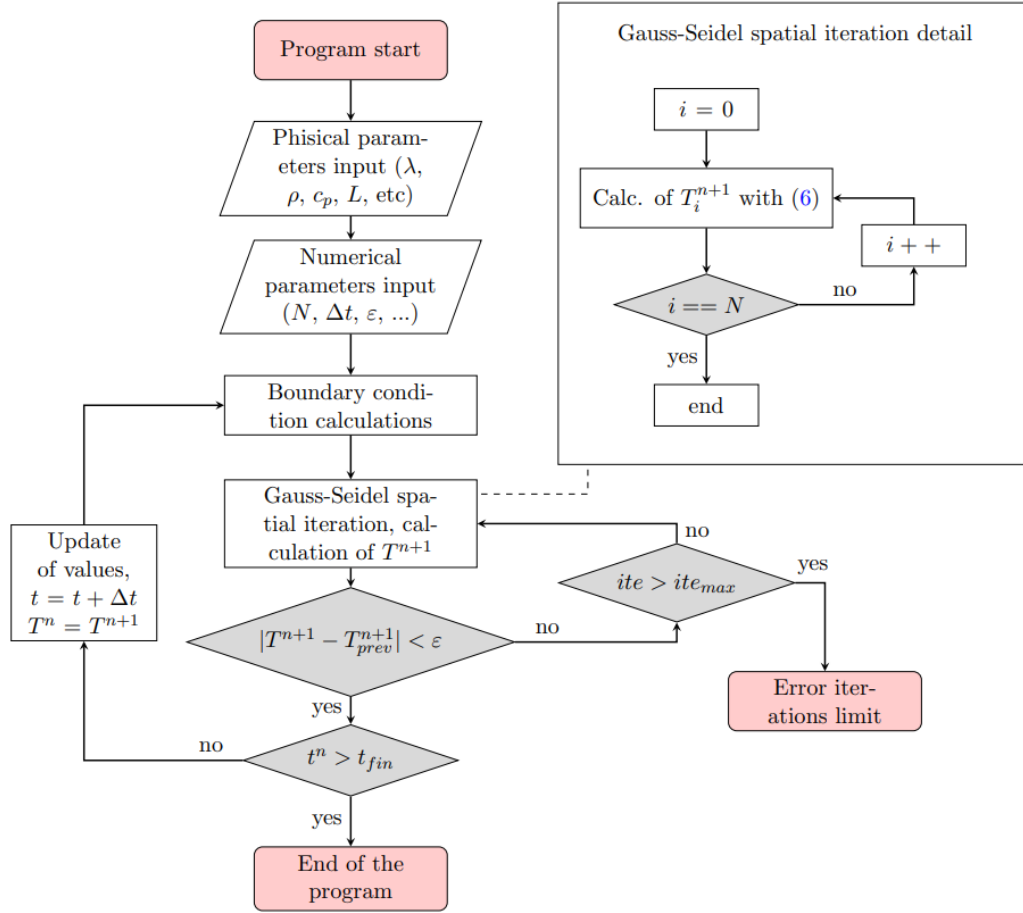 Program start
Phisical param-
eters input (λ,
ρ, c_p, L, etc)
Numerical
parameters input
(N, Δt, ε, ...)
Boundary condi-
tion calculations
Gauss-Seidel spa-
tial iteration, cal-
culation of T^{n+1}
Update
of values,
t = t + Δt
T^n = T^{n+1}
|T^{n+1} − T_{prev}^{n+1}| < ε
no
yes
ite > ite_{max}
no
yes
Error iter-
ations limit
t^n > t_{fin}
no
yes
End of the
program
Gauss-Seidel spatial iteration detail
i = 0
Calc. of T_i^{n+1} with (6)
i + +
i == N
no
yes
end